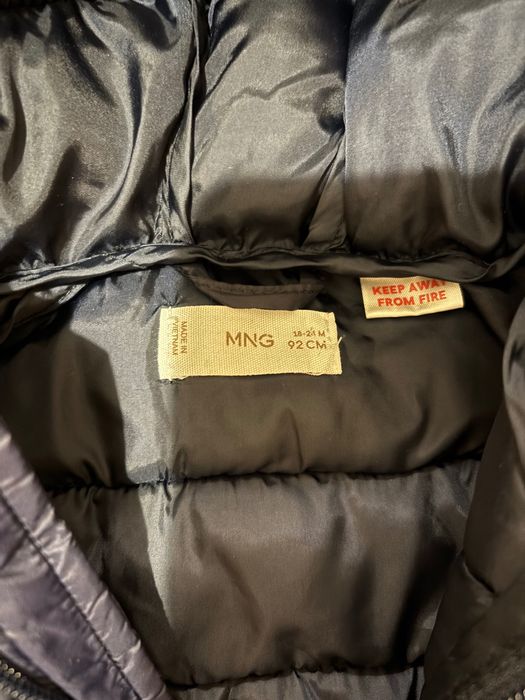 MADE IN
VIETNAM
MNG
18-24 M
92 CM
KEEP AWAY
FROM FIRE